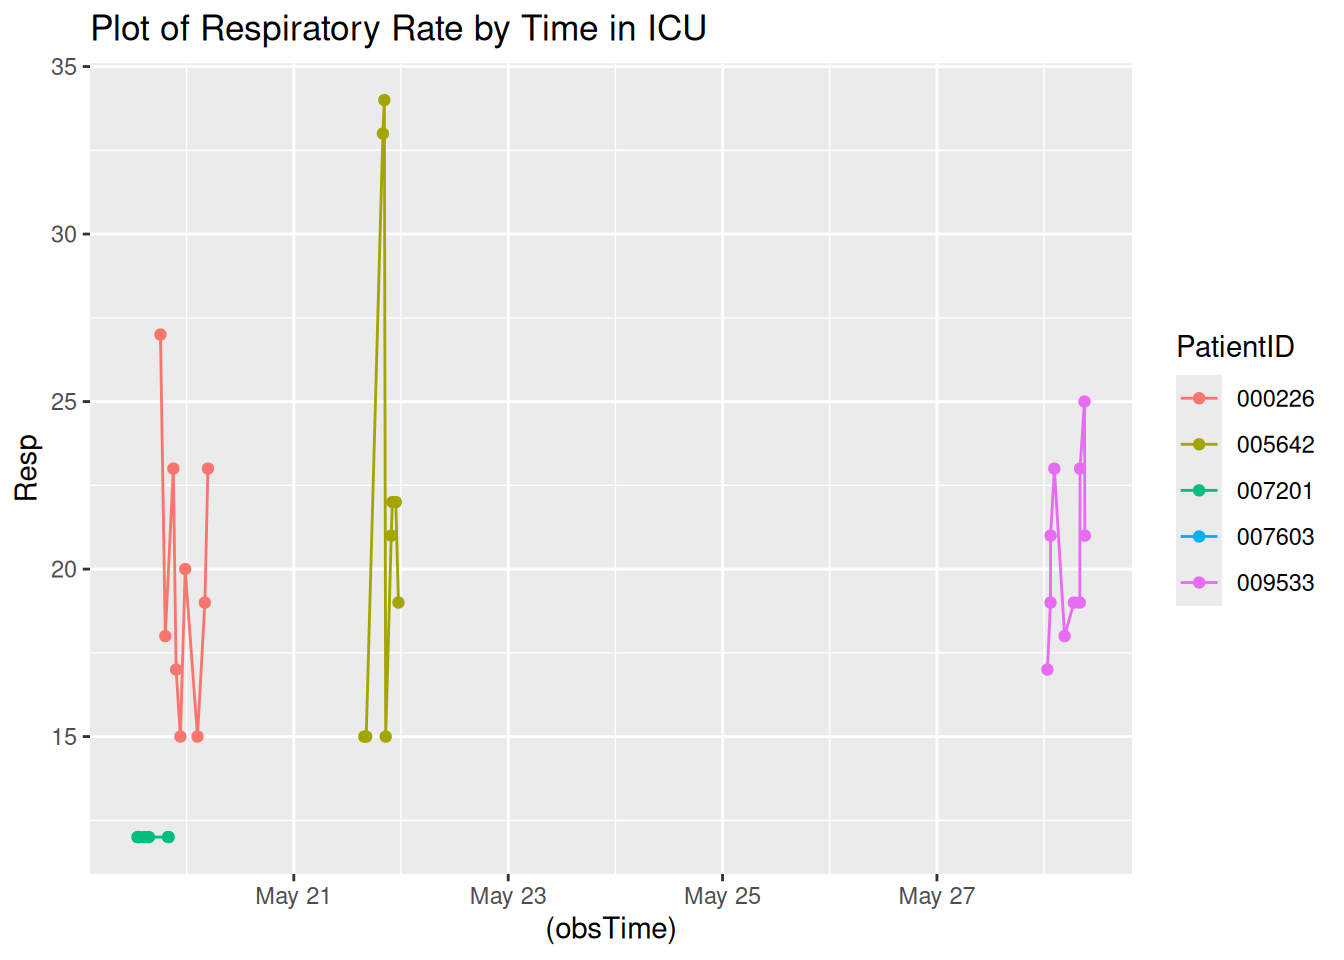 Plot of Respiratory Rate by Time in ICU
35
30
25
20
15
Resp
May 21
May 23
May 25
May 27
(obsTime)
PatientID
000226
005642
007201
007603
009533